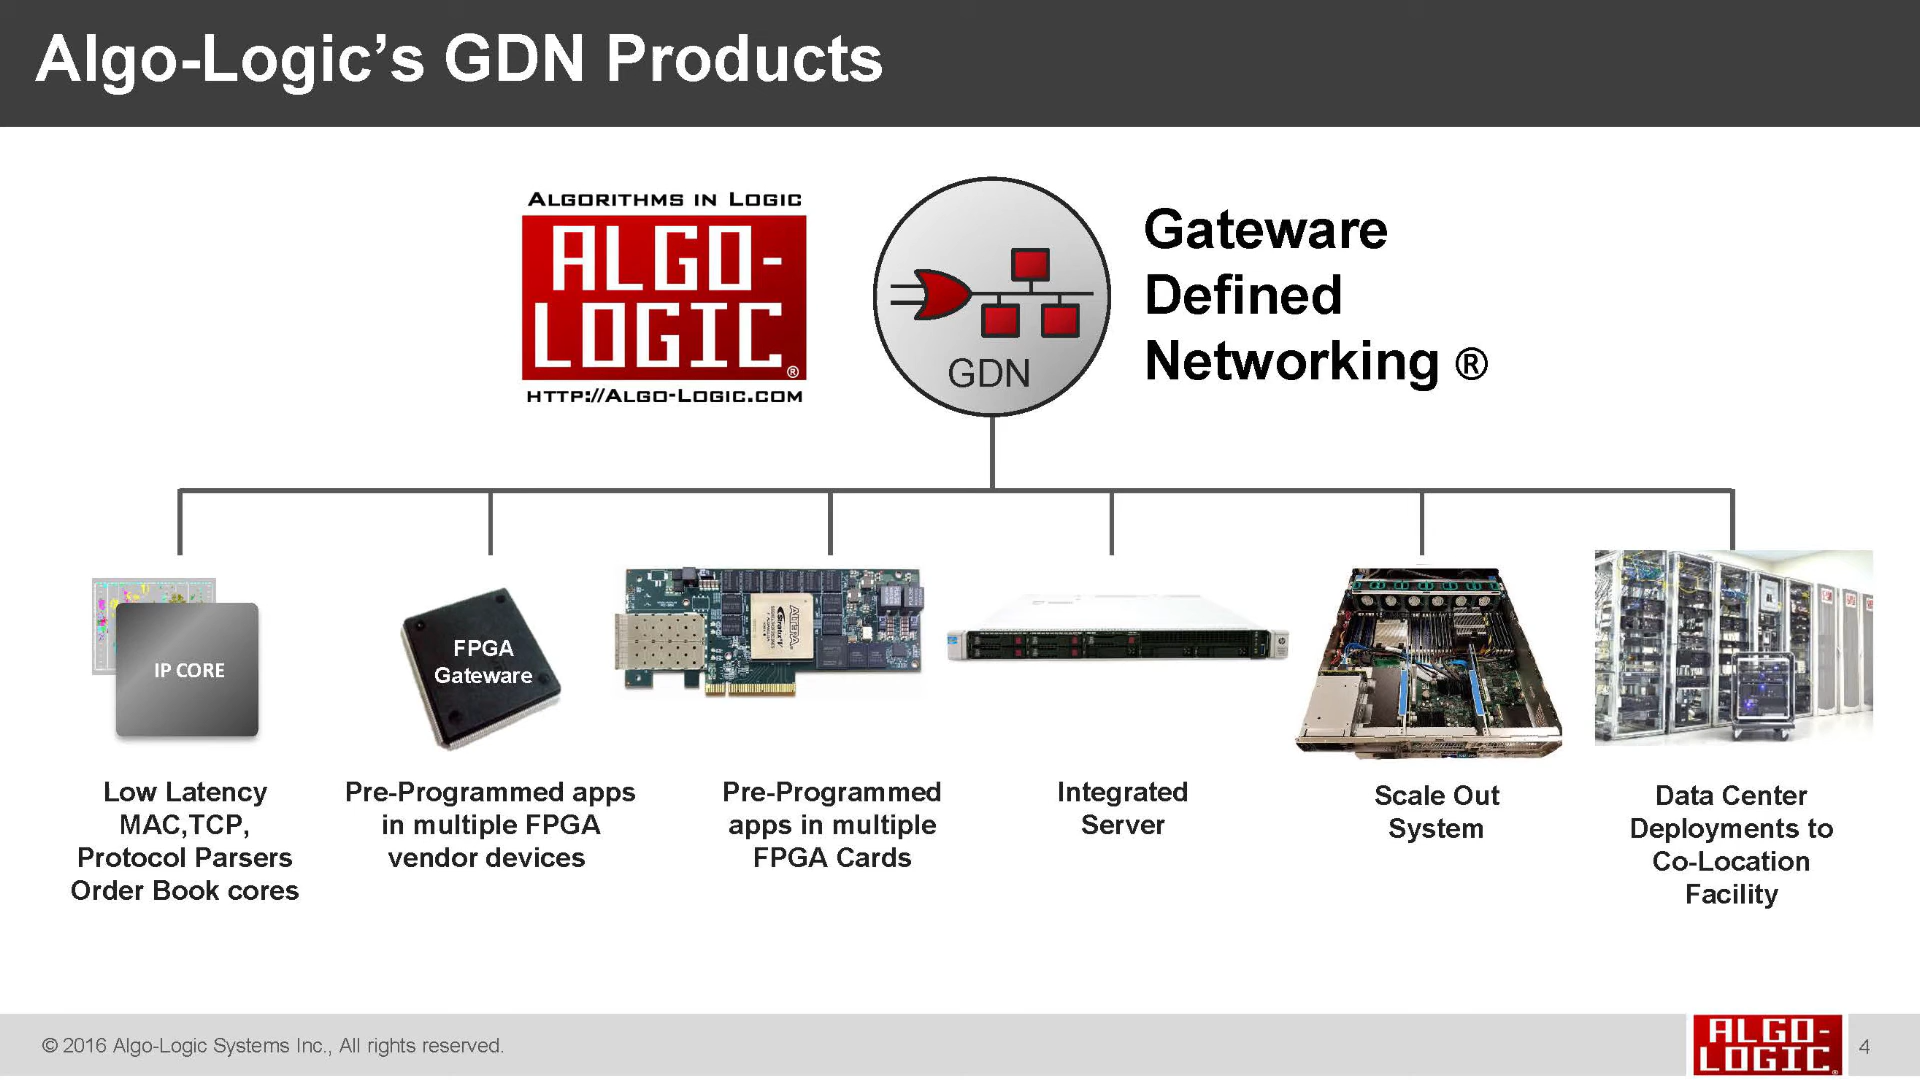 Algo-Logic’s GDN Products
ALGORITHMS IN LOGIC
ALGO-
LOGIC®
HTTP://ALGO-LOGIC.COM
GDN
Gateware
Defined
Networking ®
IP CORE
FPGA
Gateware
ALTERA
Stratix V
Low Latency
MAC,TCP,
Protocol Parsers
Order Book cores
Pre-Programmed apps
in multiple FPGA
vendor devices
Pre-Programmed
apps in multiple
FPGA Cards
Integrated
Server
Scale Out
System
Data Center
Deployments to
Co-Location
Facility
© 2016 Algo-Logic Systems Inc., All rights reserved.
ALGO-
LOGIC®
4